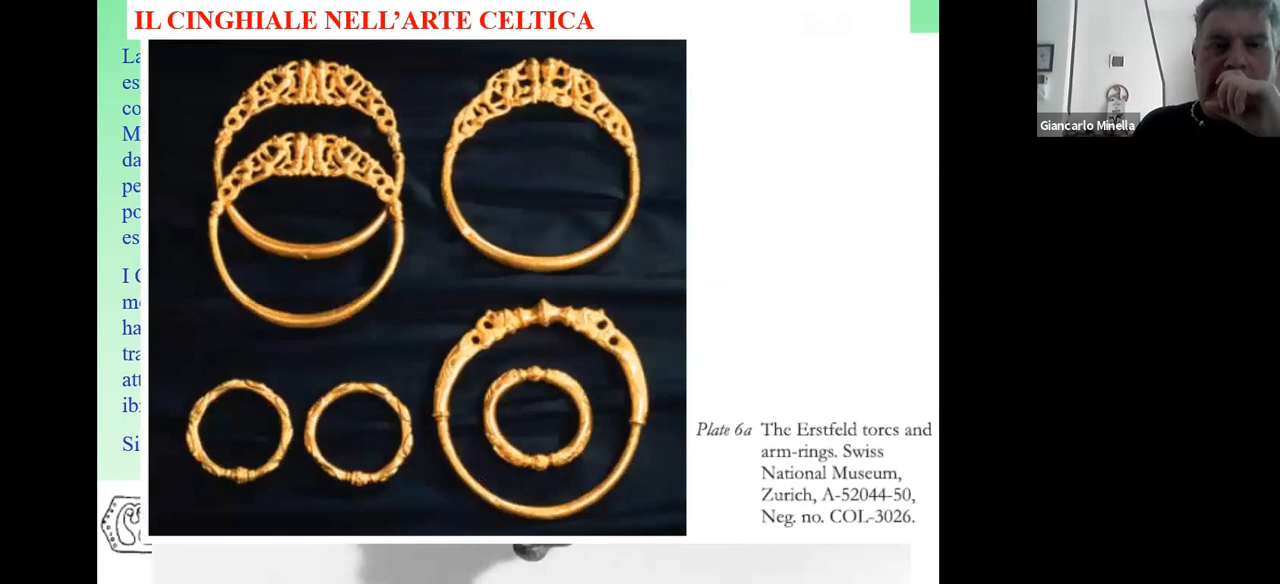 IL CINGHIALE NELL’ARTE CELTICA
Giancarlo Minella
Plate 6a The Erstfeld torcs and
arm-rings. Swiss
National Museum,
Zurich, A-52044-50,
Neg. no. COL-3026.